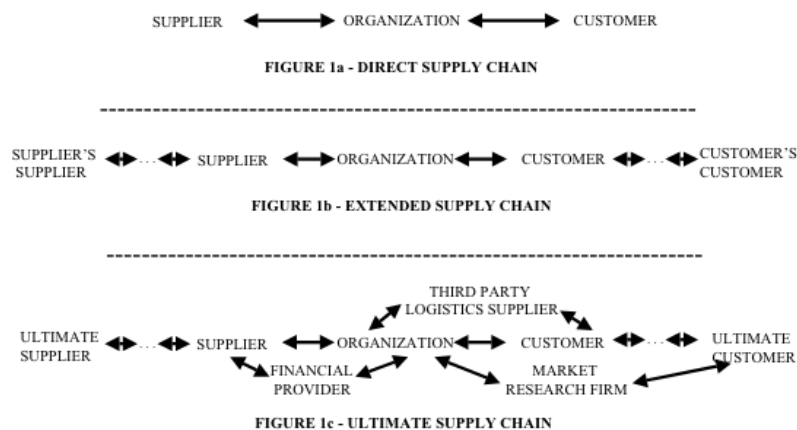 SUPPLIER ORGANIZATION CUSTOMER
FIGURE 1a - DIRECT SUPPLY CHAIN
SUPPLIER'S
SUPPLIER
... SUPPLIER ORGANIZATION CUSTOMER ...
CUSTOMER'S
CUSTOMER
FIGURE 1b - EXTENDED SUPPLY CHAIN
THIRD PARTY
LOGISTICS SUPPLIER
ULTIMATE
SUPPLIER
... SUPPLIER ORGANIZATION CUSTOMER ...
ULTIMATE
CUSTOMER
FINANCIAL
PROVIDER
MARKET
RESEARCH FIRM
FIGURE 1c - ULTIMATE SUPPLY CHAIN